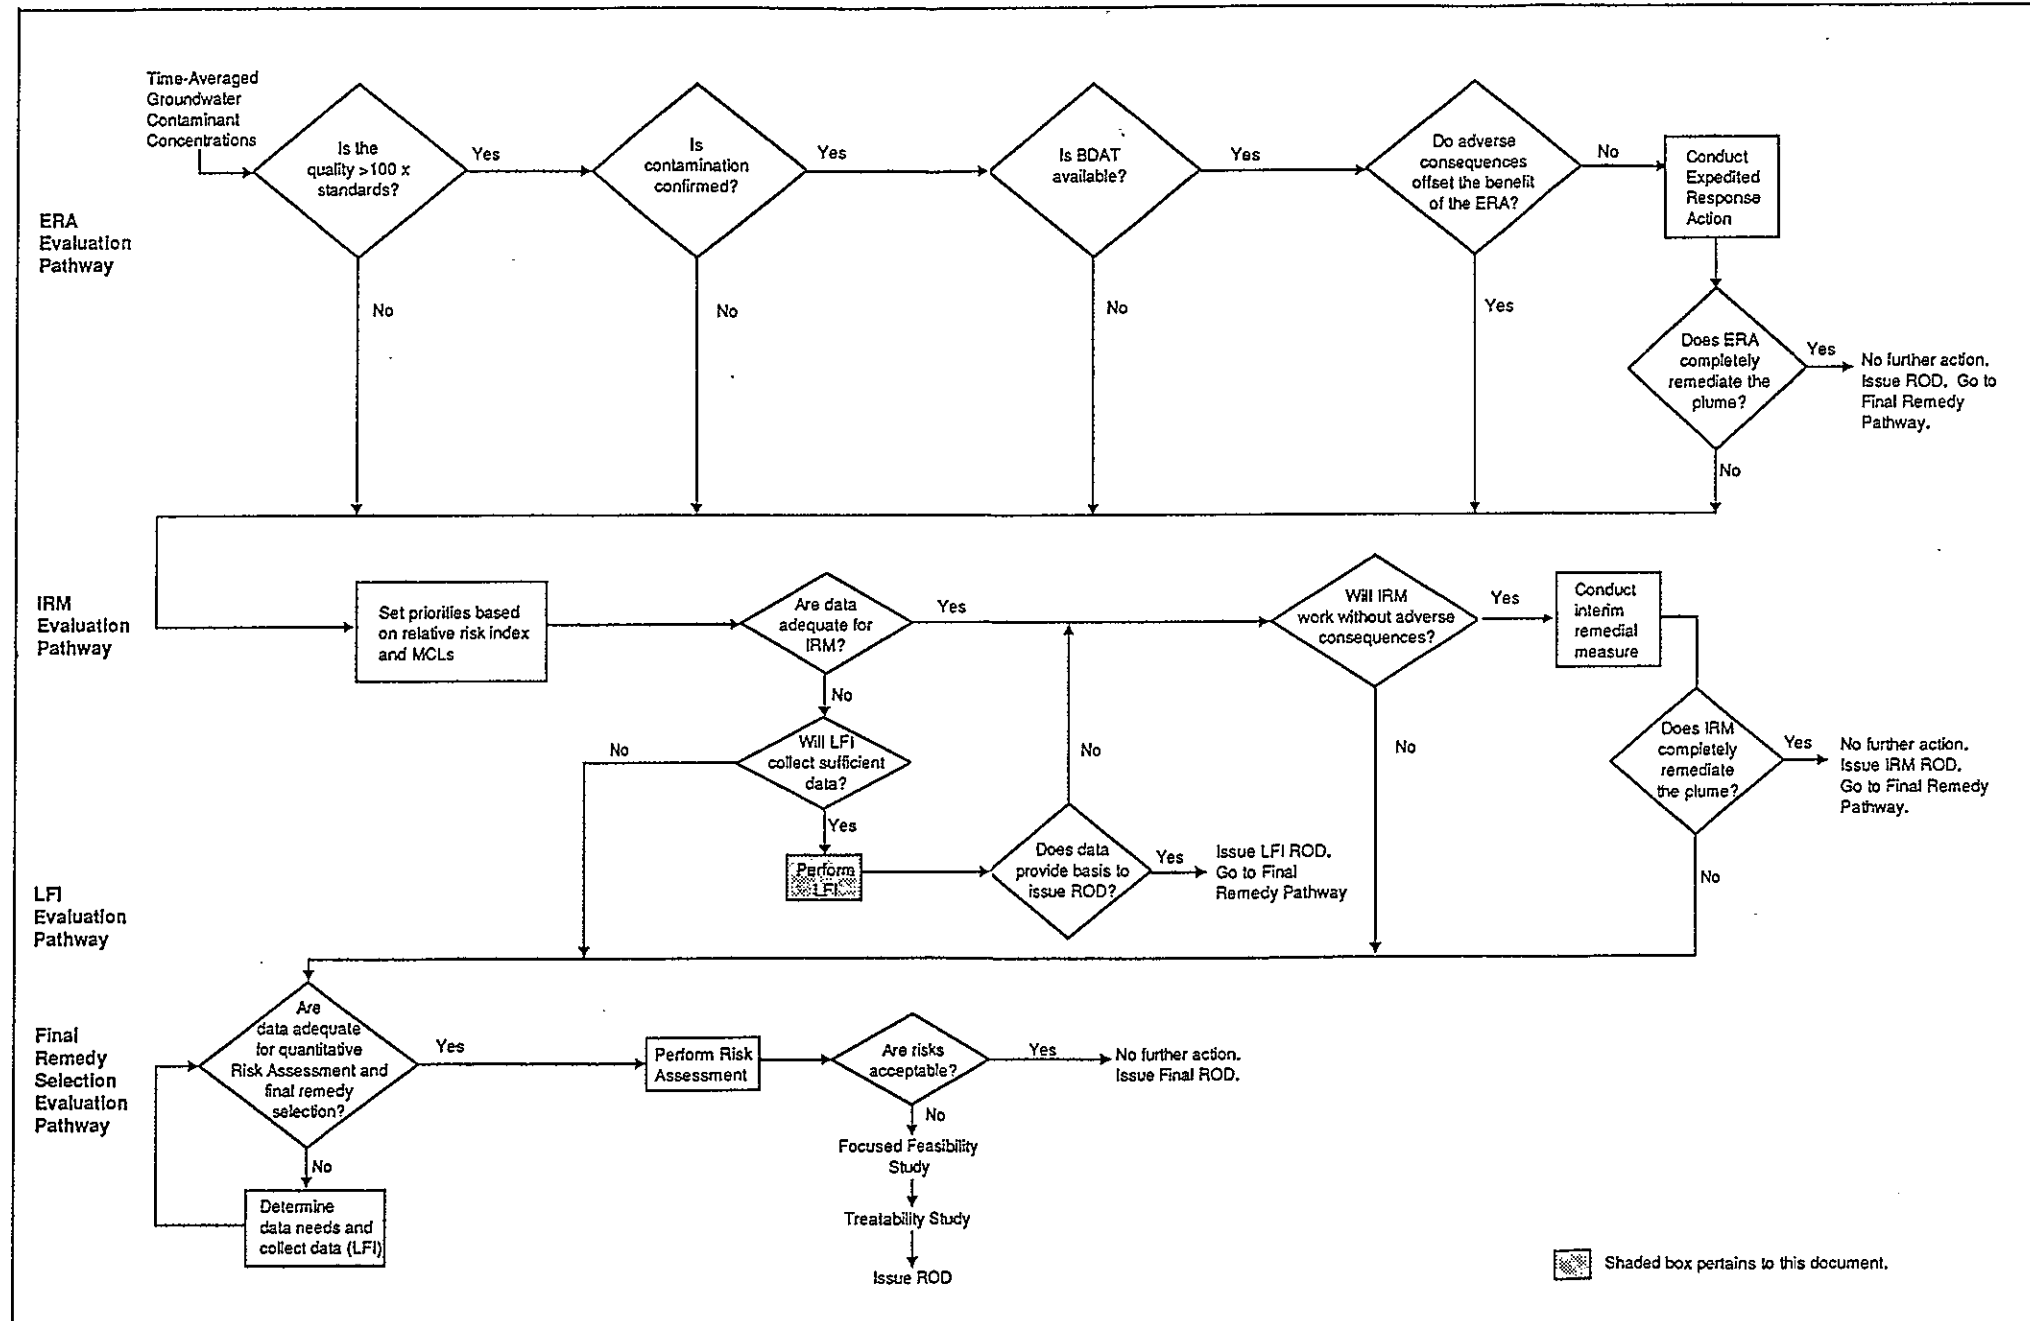 Time-Averaged
Groundwater
Contaminant
Concentrations
Is the
quality >100 x
standards?
Yes
Is
contamination
confirmed?
Yes
Is BDAT
available?
Yes
Do adverse
consequences
offset the benefit
of the ERA?
No
Conduct
Expedited
Response
Action
ERA
Evaluation
Pathway
No
No
No
Yes
Does ERA
completely
remediate the
plume?
Yes
No further action.
Issue ROD. Go to
Final Remedy
Pathway.
No
IRM
Evaluation
Pathway
Set priorities based
on relative risk index
and MCLs
Are data
adequate for
IRM?
Yes
Will IRM
work without adverse
consequences?
Yes
Conduct
interim
remedial
measure
No
Will LFI
collect sufficient
data?
No
Yes
No
No
Does IRM
completely
remediate
the plume?
Yes
No further action.
Issue IRM ROD.
Go to Final Remedy
Pathway.
No
LFI
Evaluation
Pathway
Perform
LFI
Does data
provide basis to
issue ROD?
Yes
Issue LFI ROD.
Go to Final
Remedy Pathway
Final
Remedy
Selection
Evaluation
Pathway
Are
data adequate
for quantitative
Risk Assessment and
final remedy
selection?
Yes
Perform Risk
Assessment
Are risks
acceptable?
Yes
No further action.
Issue Final ROD.
No
Determine
data needs and
collect data (LFI)
No
Focused Feasibility
Study
Treatability Study
Issue ROD
Shaded box pertains to this document.